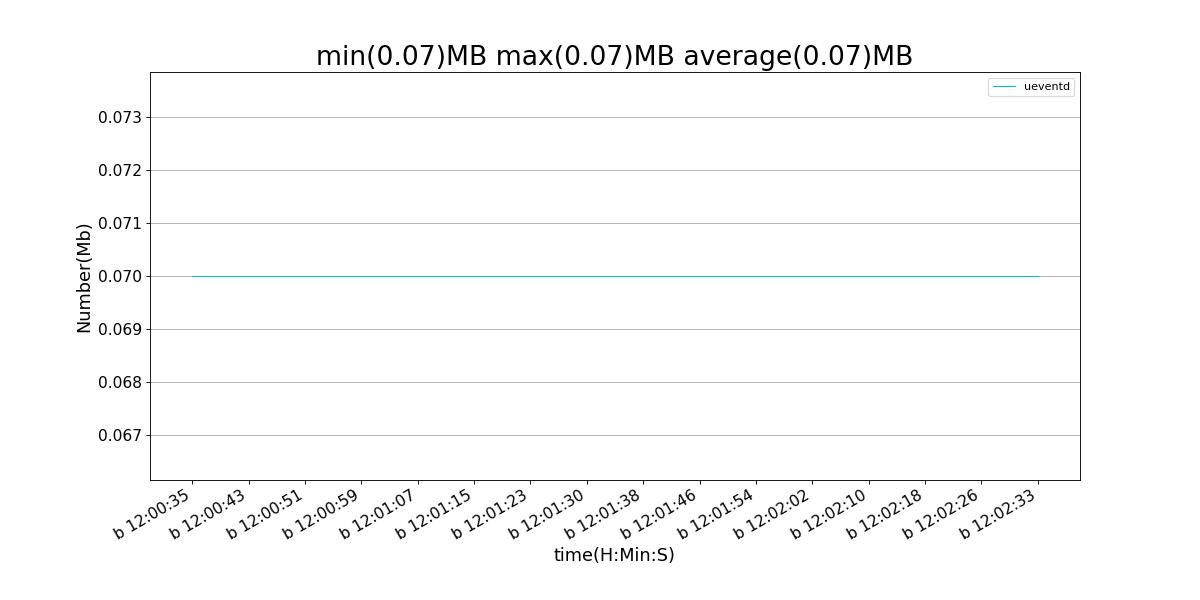 min(0.07)MB max(0.07)MB average(0.07)MB
ueventd
0.073
0.072
0.071
0.070
0.069
0.068
0.067
Number(Mb)
b 12:00:35
b 12:00:43
b 12:00:51
b 12:00:59
b 12:01:07
b 12:01:15
b 12:01:23
b 12:01:30
b 12:01:38
b 12:01:46
b 12:01:54
b 12:02:02
b 12:02:10
b 12:02:18
b 12:02:26
b 12:02:33
time(H:Min:S)